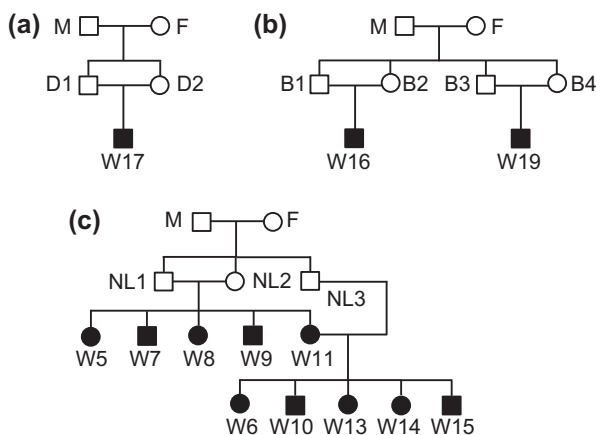 (a) M F
D1 D2
W17
(b) M F
B1 B2 B3 B4
W16 W19
(c) M F
NL1 NL2 NL3
W5 W7 W8 W9 W11
W6 W10 W13 W14 W15